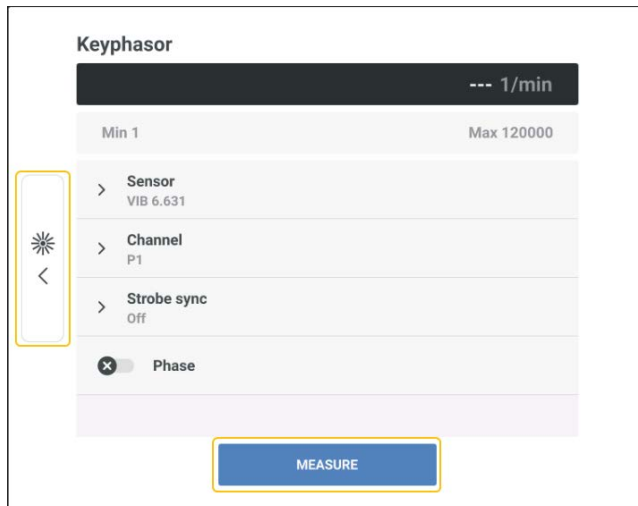 Keyphasor
--- 1/min
Min 1 Max 120000
Sensor
VIB 6.631
Channel
P1
Strobe sync
Off
Phase
MEASURE